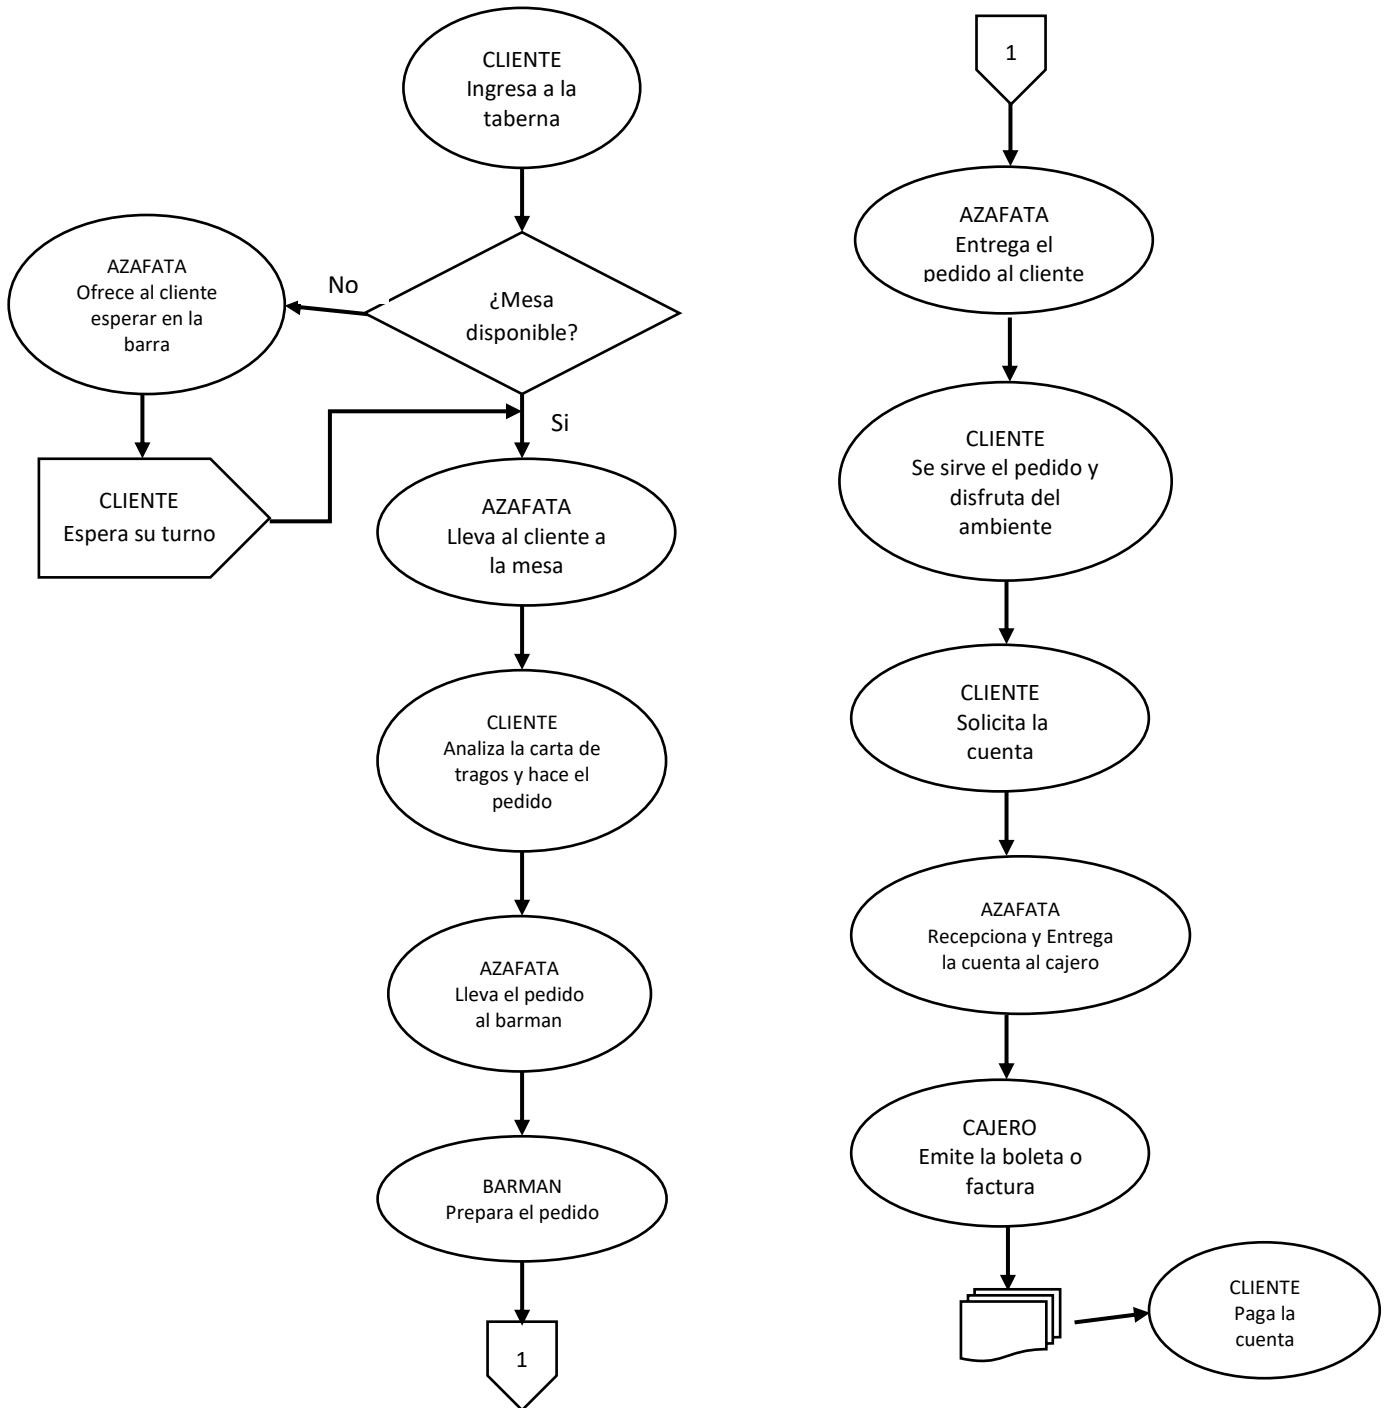 CLIENTE
Ingresa a la
taberna
¿Mesa
disponible?
No
AZAFATA
Ofrece al cliente
esperar en la
barra
CLIENTE
Espera su turno
Si
AZAFATA
Lleva al cliente a
la mesa
CLIENTE
Analiza la carta de
tragos y hace el
pedido
AZAFATA
Lleva el pedido
al barman
BARMAN
Prepara el pedido
1
1
AZAFATA
Entrega el
pedido al cliente
CLIENTE
Se sirve el pedido y
disfruta del
ambiente
CLIENTE
Solicita la
cuenta
AZAFATA
Recepciona y Entrega
la cuenta al cajero
CAJERO
Emite la boleta o
factura
CLIENTE
Paga la
cuenta